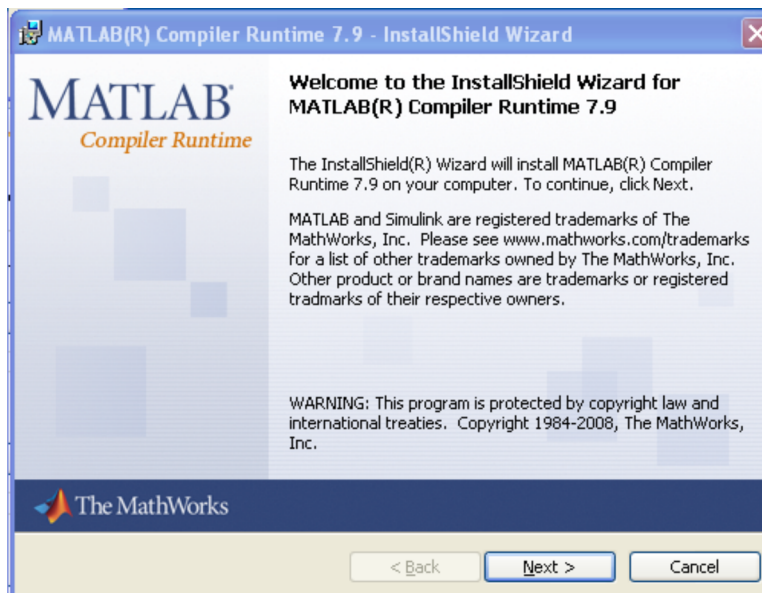 MATLAB(R) Compiler Runtime 7.9 - InstallShield Wizard
MATLAB
Compiler Runtime
Welcome to the InstallShield Wizard for
MATLAB(R) Compiler Runtime 7.9
The InstallShield(R) Wizard will install MATLAB(R) Compiler
Runtime 7.9 on your computer. To continue, click Next.
MATLAB and Simulink are registered trademarks of The
MathWorks, Inc.  Please see www.mathworks.com/trademarks
for a list of other trademarks owned by The MathWorks, Inc.
Other product or brand names are trademarks or registered
tradmarks of their respective owners.
WARNING: This program is protected by copyright law and
international treaties.  Copyright 1984-2008, The MathWorks,
Inc.
The MathWorks
< Back
Next >
Cancel